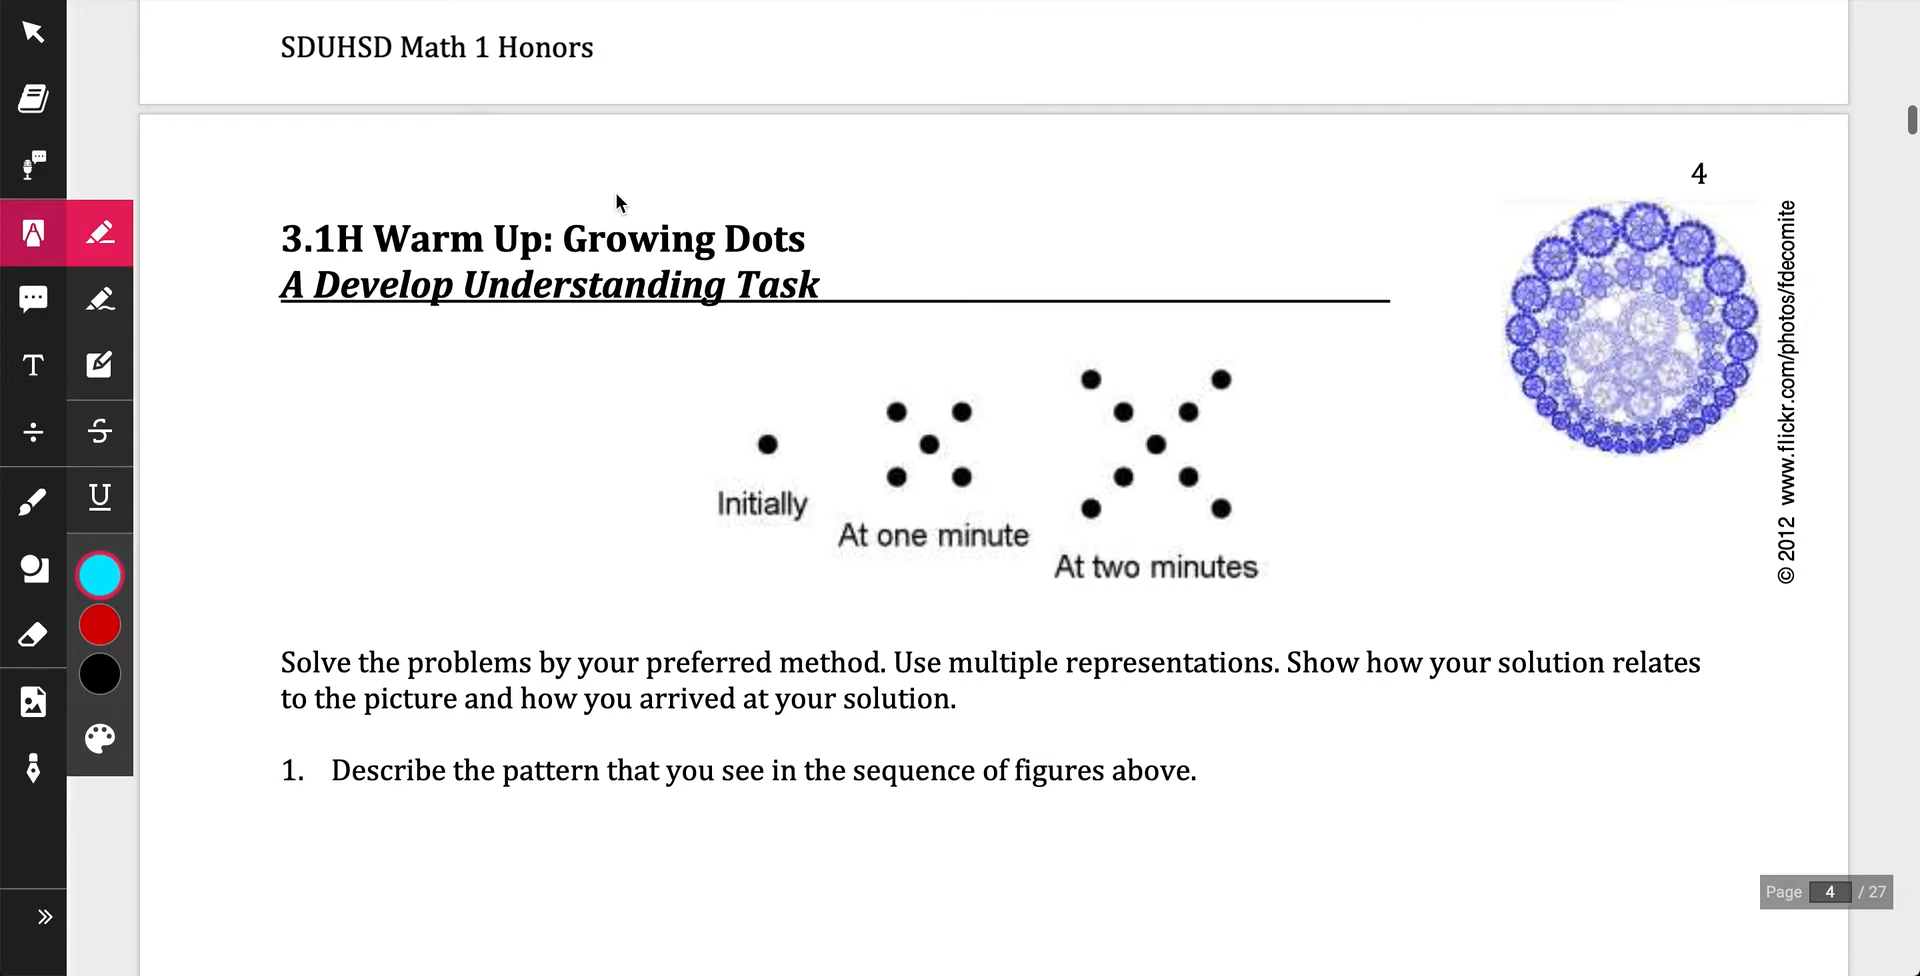 SDUHSD Math 1 Honors
4
3.1H Warm Up: Growing Dots
A Develop Understanding Task
© 2012 www.flickr.com/photos/fdecomite
Initially
At one minute
At two minutes
Solve the problems by your preferred method. Use multiple representations. Show how your solution relates
to the picture and how you arrived at your solution.
1. Describe the pattern that you see in the sequence of figures above.
Page 4 / 27